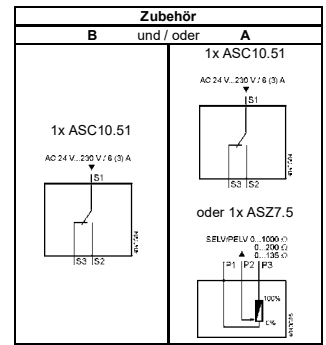 Zubehör
B und / oder A
1x ASC10.51
AC 24 V...230 V / 6 (3) A
S1
S3 S2
1x ASC10.51
AC 24 V...230 V / 6 (3) A
S1
S3 S2
oder 1x ASZ7.5
SELV/PELV 0...1000 Ω
0...200 Ω
0...135 Ω
P1 P2 P3
100%
0%